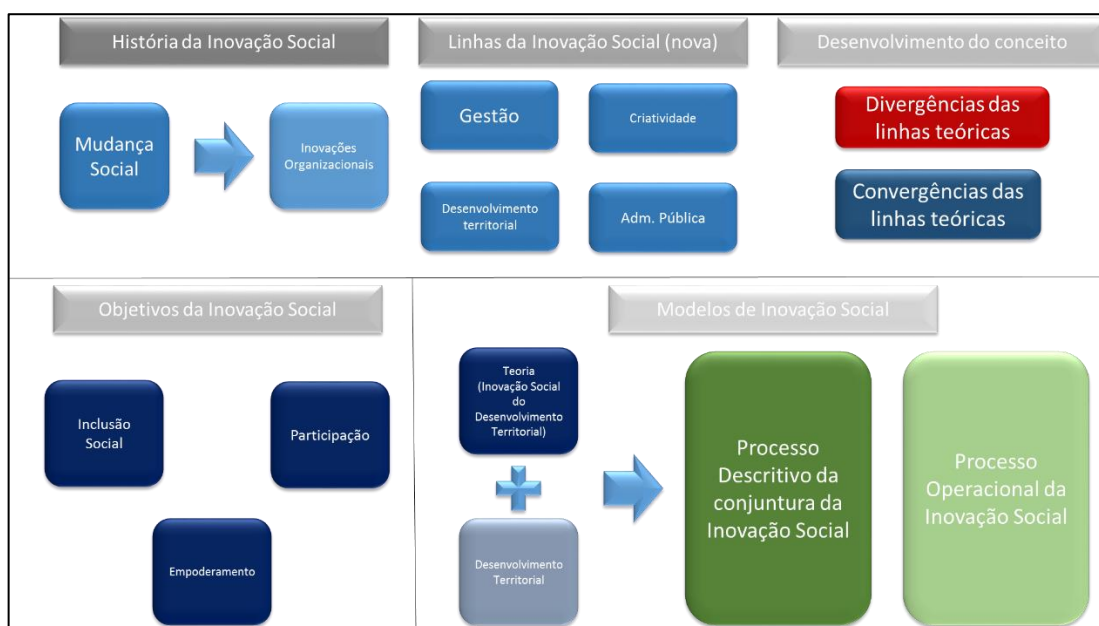 História da Inovação Social
Mudança
Social
Inovações
Organizacionais
Linhas da Inovação Social (nova)
Gestão
Criatividade
Desenvolvimento
territorial
Adm. Pública
Desenvolvimento do conceito
Divergências das
linhas teóricas
Convergências das
linhas teóricas
Objetivos da Inovação Social
Inclusão
Social
Participação
Empoderamento
Modelos de Inovação Social
Teoria
(Inovação Social
do
Desenvolvimento
Territorial)
Desenvolvimento
Territorial
Processo
Descritivo da
conjuntura da
Inovação Social
Processo
Operacional da
Inovação Social